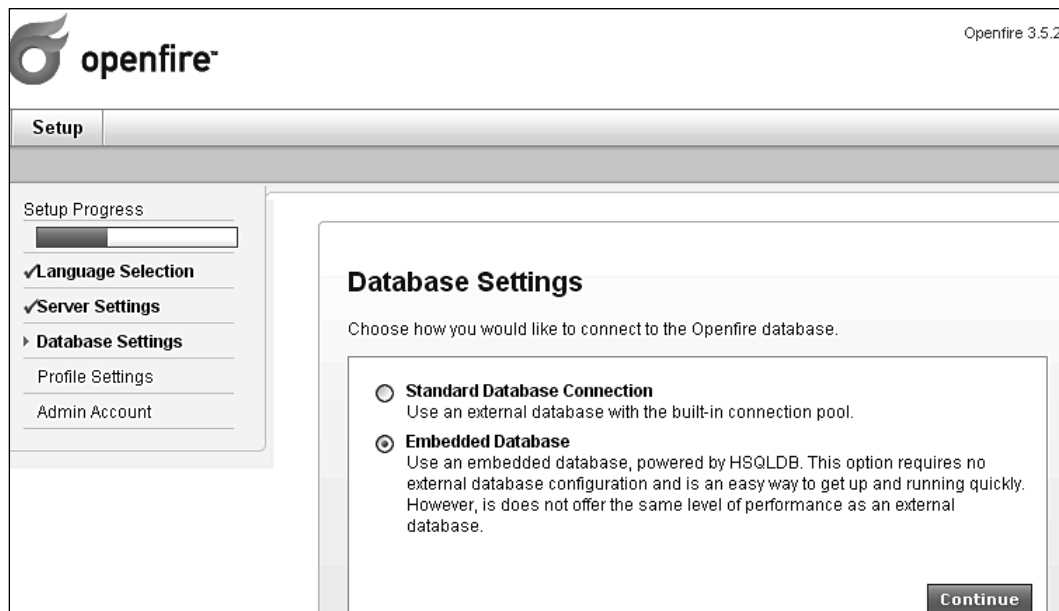 openfire™
Openfire 3.5.2
Setup
Setup Progress
✓Language Selection
✓Server Settings
Database Settings
Profile Settings
Admin Account
Database Settings
Choose how you would like to connect to the Openfire database.
Standard Database Connection
Use an external database with the built-in connection pool.
Embedded Database
Use an embedded database, powered by HSQLDB. This option requires no
external database configuration and is an easy way to get up and running quickly.
However, is does not offer the same level of performance as an external
database.
Continue